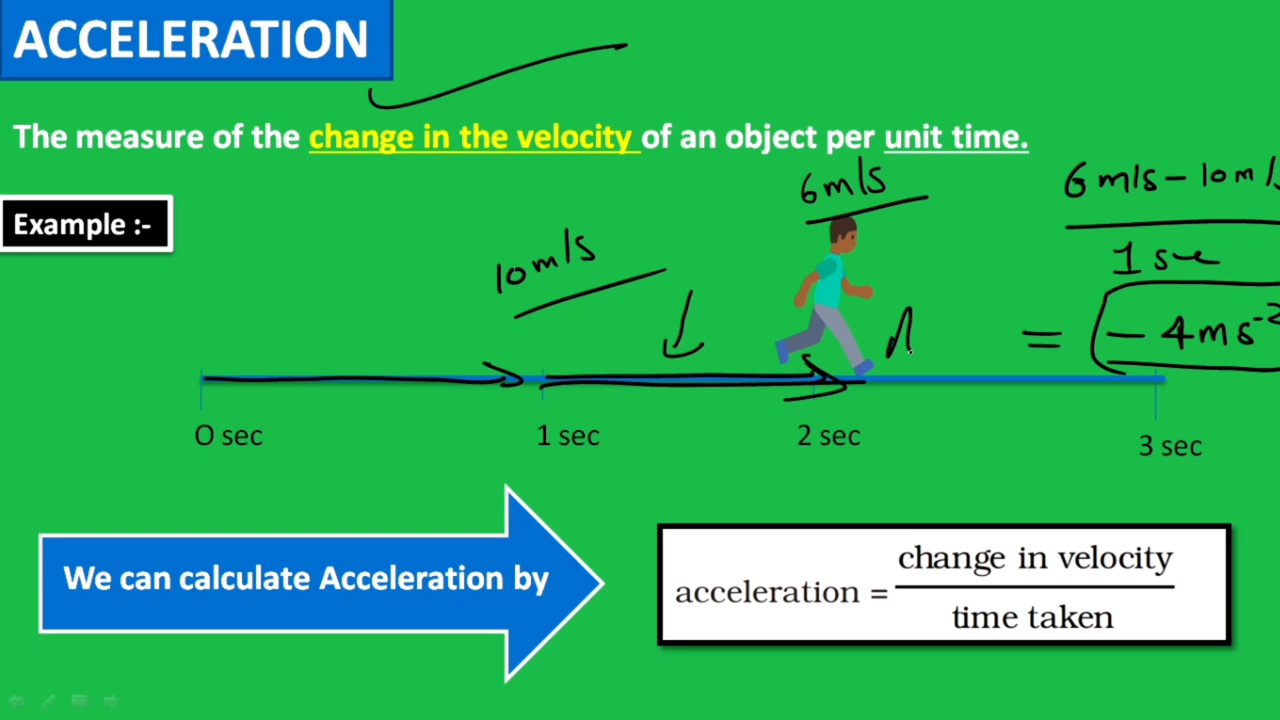 ACCELERATION
The measure of the change in the velocity of an object per unit time.
6 m/s
6 m/s - 10 m/s
Example :-
10 m/s
1 sec
= - 4 m s⁻²
O sec
1 sec
2 sec
3 sec
We can calculate Acceleration by
acceleration = change in velocity
time taken